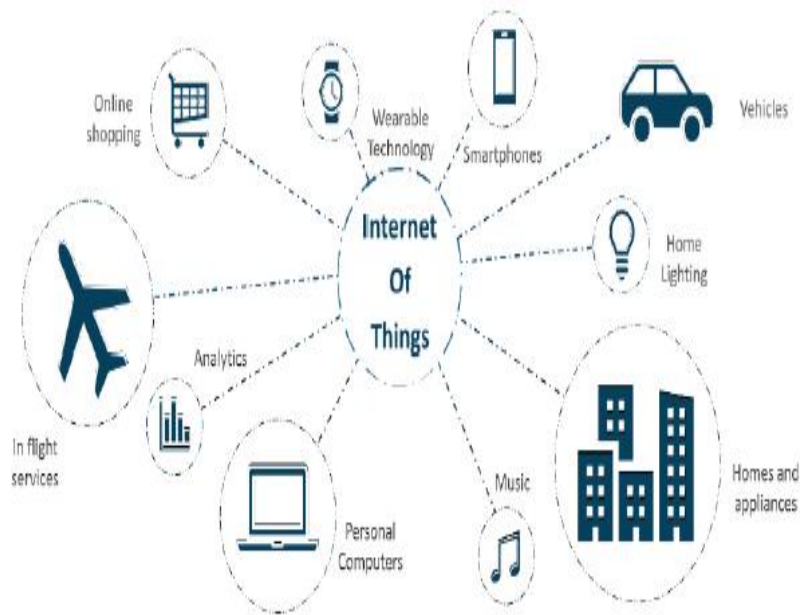 Online
shopping
Wearable
Technology
Smartphones
Vehicles
Internet
Of
Things
Home
Lighting
Analytics
In flight
services
Personal
Computers
Music
Homes and
appliances